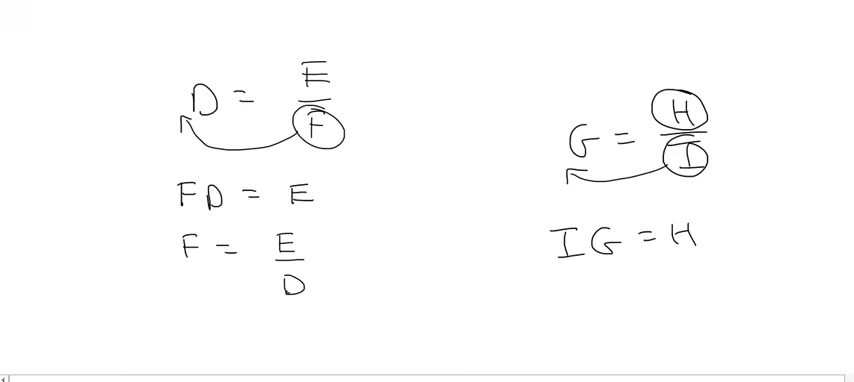 D = E/F
FD = E
F = E/D
G = H/I
IG = H